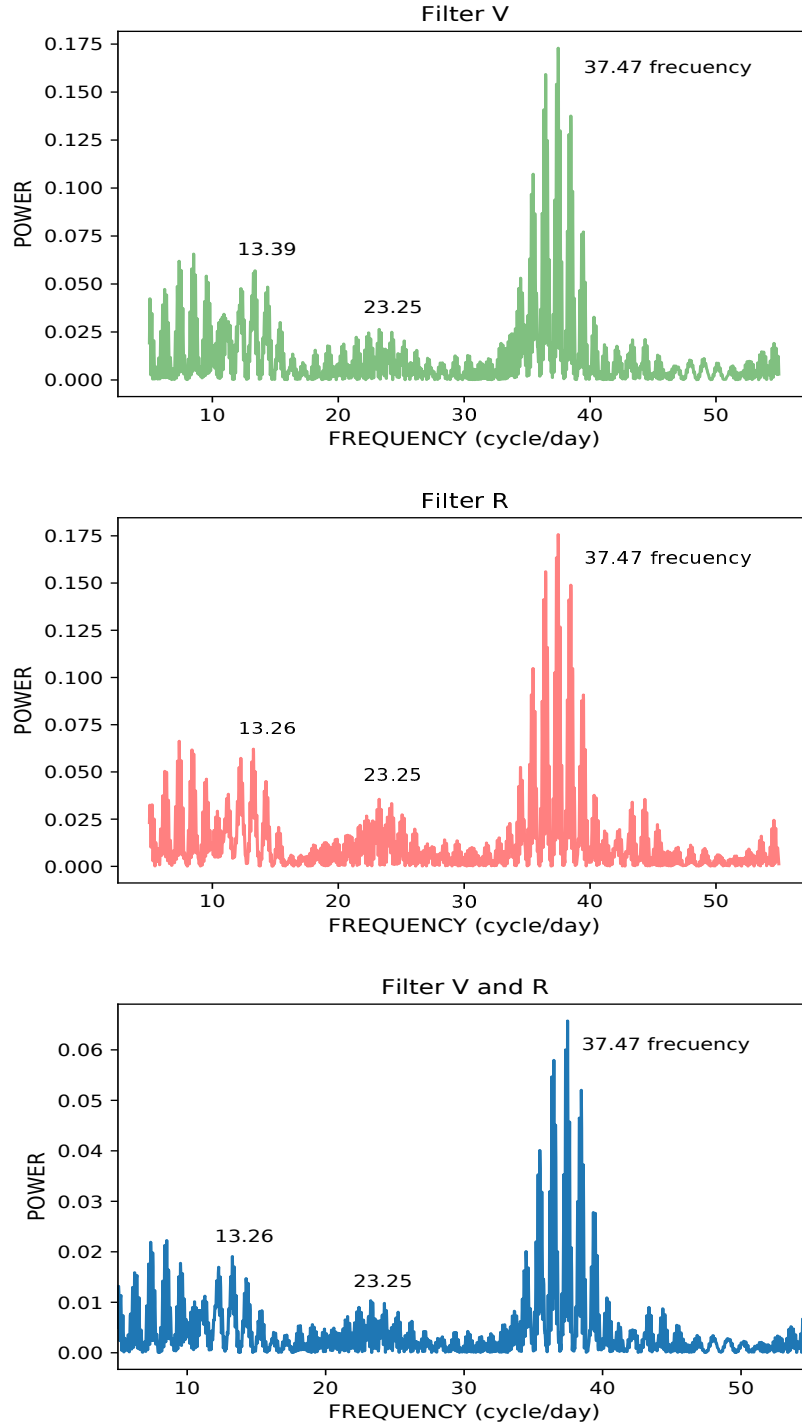 Filter V
0.175
37.47 frecuency
0.150
0.125
0.100
POWER
0.075
13.39
0.050
23.25
0.025
0.000
10 20 30 40 50
FREQUENCY (cycle/day)
Filter R
0.175
37.47 frecuency
0.150
0.125
0.100
POWER
0.075
13.26
0.050
23.25
0.025
0.000
10 20 30 40 50
FREQUENCY (cycle/day)
Filter V and R
0.06
37.47 frecuency
0.05
0.04
0.03
POWER
0.02
13.26
0.01
23.25
0.00
10 20 30 40 50
FREQUENCY (cycle/day)